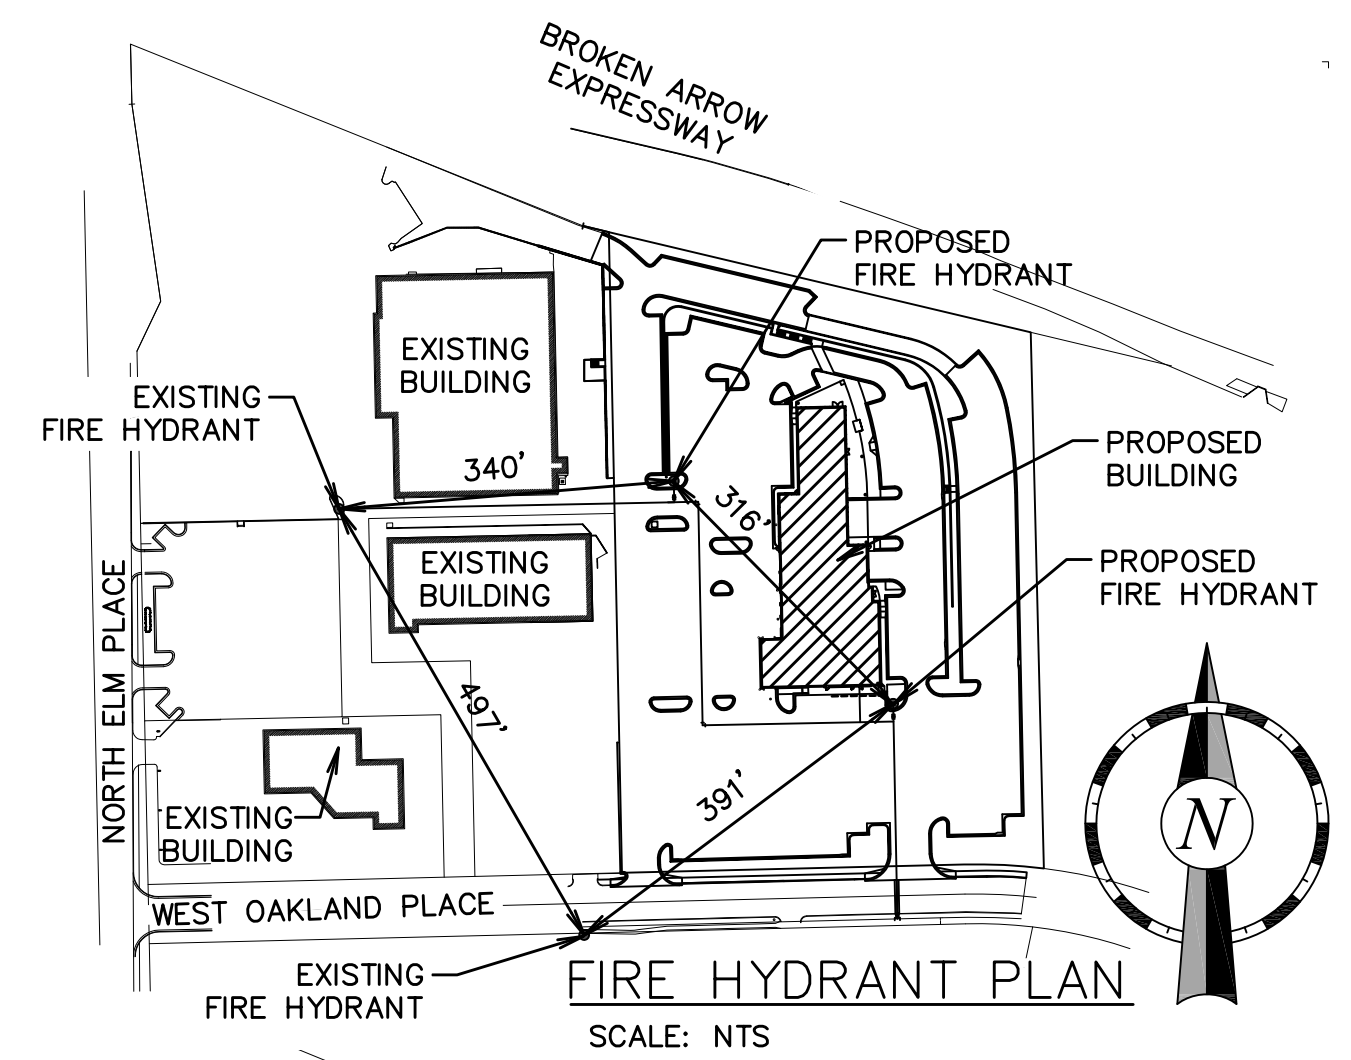 BROKEN ARROW
EXPRESSWAY
PROPOSED
FIRE HYDRANT
EXISTING
BUILDING
EXISTING
FIRE HYDRANT
340'
PROPOSED
BUILDING
316'
EXISTING
BUILDING
PROPOSED
FIRE HYDRANT
NORTH ELM PLACE
497'
391'
EXISTING
BUILDING
N
WEST OAKLAND PLACE
EXISTING
FIRE HYDRANT
FIRE HYDRANT PLAN
SCALE: NTS